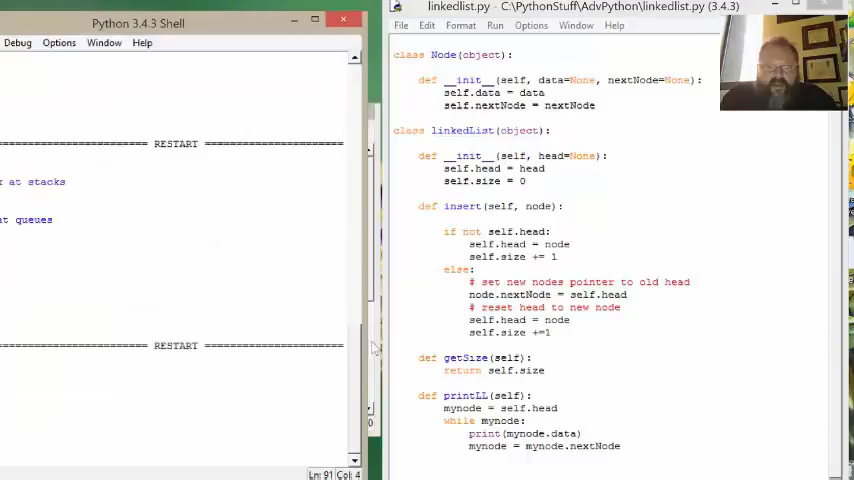 Python 3.4.3 Shell
Debug Options Window Help
RESTART
at stacks
at queues
RESTART
Ln: 91 Col: 4
linkedlist.py - C:\PythonStuff\AdvPython\linkedlist.py (3.4.3)
File Edit Format Run Options Window Help
class Node(object):
def __init__(self, data=None, nextNode=None):
self.data = data
self.nextNode = nextNode
class linkedList(object):
def __init__(self, head=None):
self.head = head
self.size = 0
def insert(self, node):
if not self.head:
self.head = node
self.size += 1
else:
# set new nodes pointer to old head
node.nextNode = self.head
# reset head to new node
self.head = node
self.size +=1
def getSize(self):
return self.size
def printLL(self):
mynode = self.head
while mynode:
print(mynode.data)
mynode = mynode.nextNode